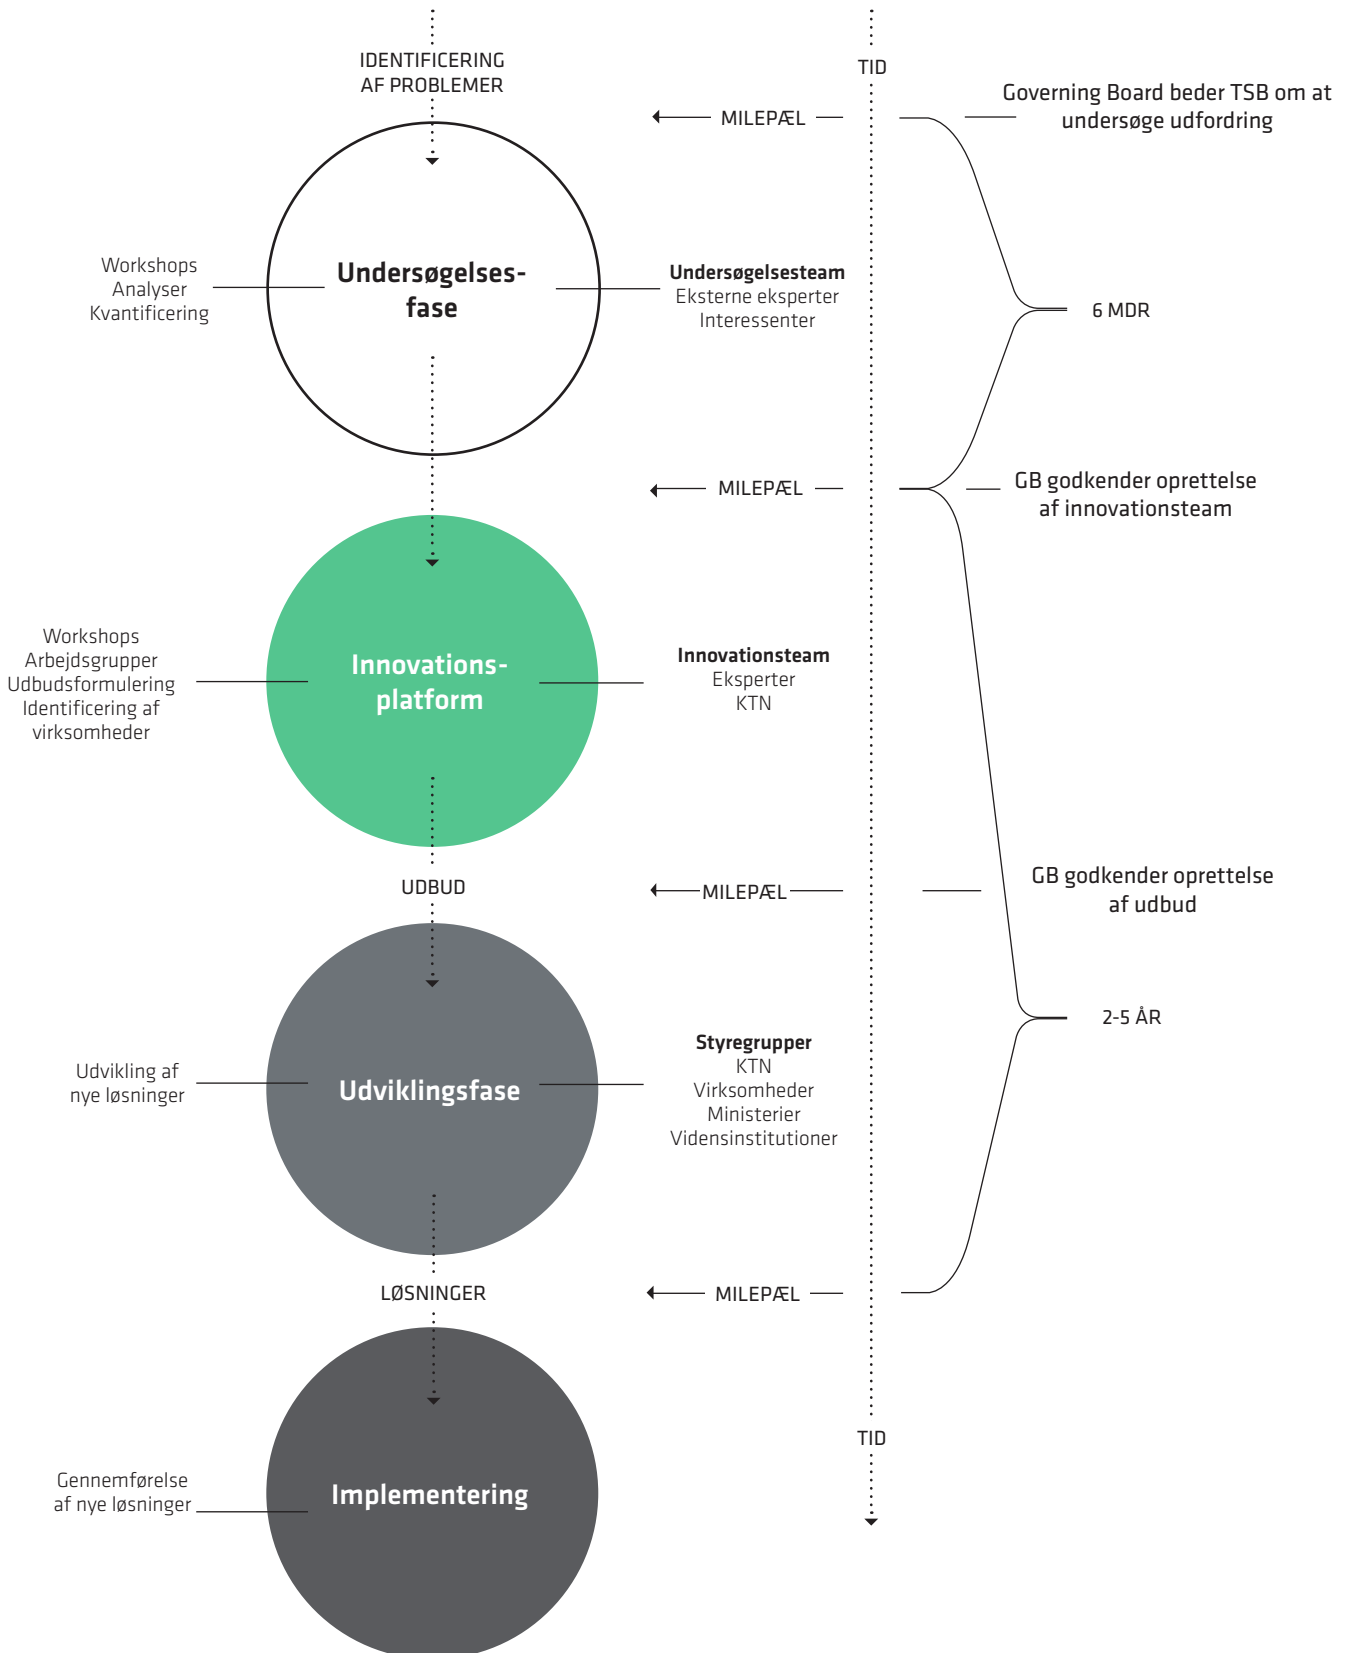 IDENTIFICERING
AF PROBLEMER
TID
MILEPÆL
Governing Board beder TSB om at
undersøge udfordring
Workshops
Analyser
Kvantificering
Undersøgelses-
fase
Undersøgelsesteam
Eksterne eksperter
Interessenter
6 MDR
MILEPÆL
GB godkender oprettelse
af innovationsteam
Workshops
Arbejdsgrupper
Udbudsformulering
Identificering af
virksomheder
Innovations-
platform
Innovationsteam
Eksperter
KTN
UDBUD
MILEPÆL
GB godkender oprettelse
af udbud
2-5 ÅR
Udvikling af
nye løsninger
Udviklingsfase
Styregrupper
KTN
Virksomheder
Ministerier
Vidensinstitutioner
LØSNINGER
MILEPÆL
TID
Gennemførelse
af nye løsninger
Implementering